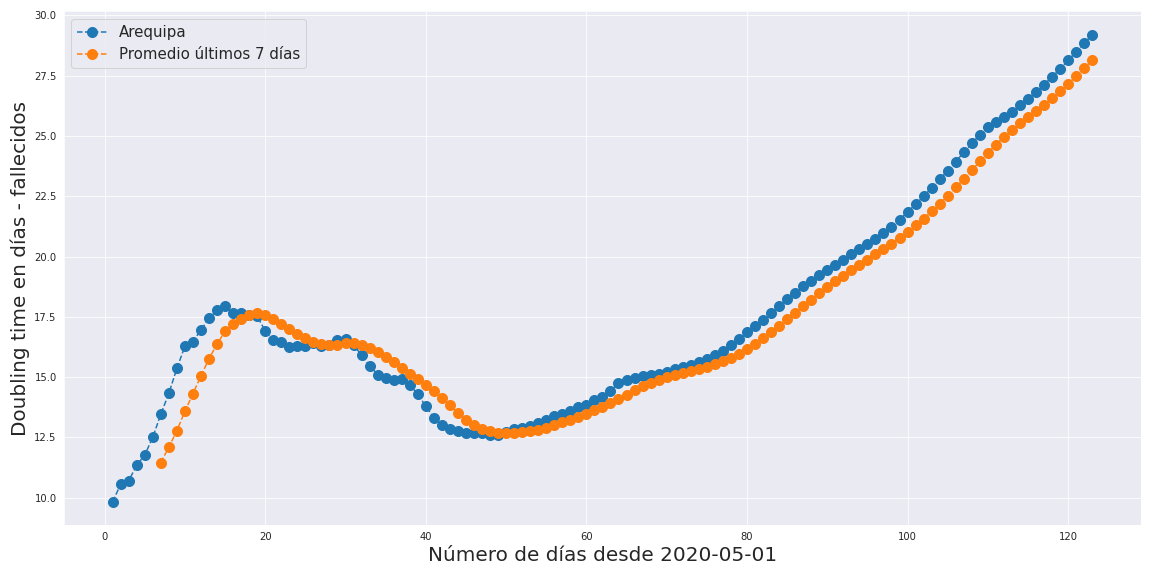 Arequipa
Promedio últimos 7 días
Doubling time en días - fallecidos
30.0
27.5
25.0
22.5
20.0
17.5
15.0
12.5
10.0
0 20 40 60 80 100 120
Número de días desde 2020-05-01